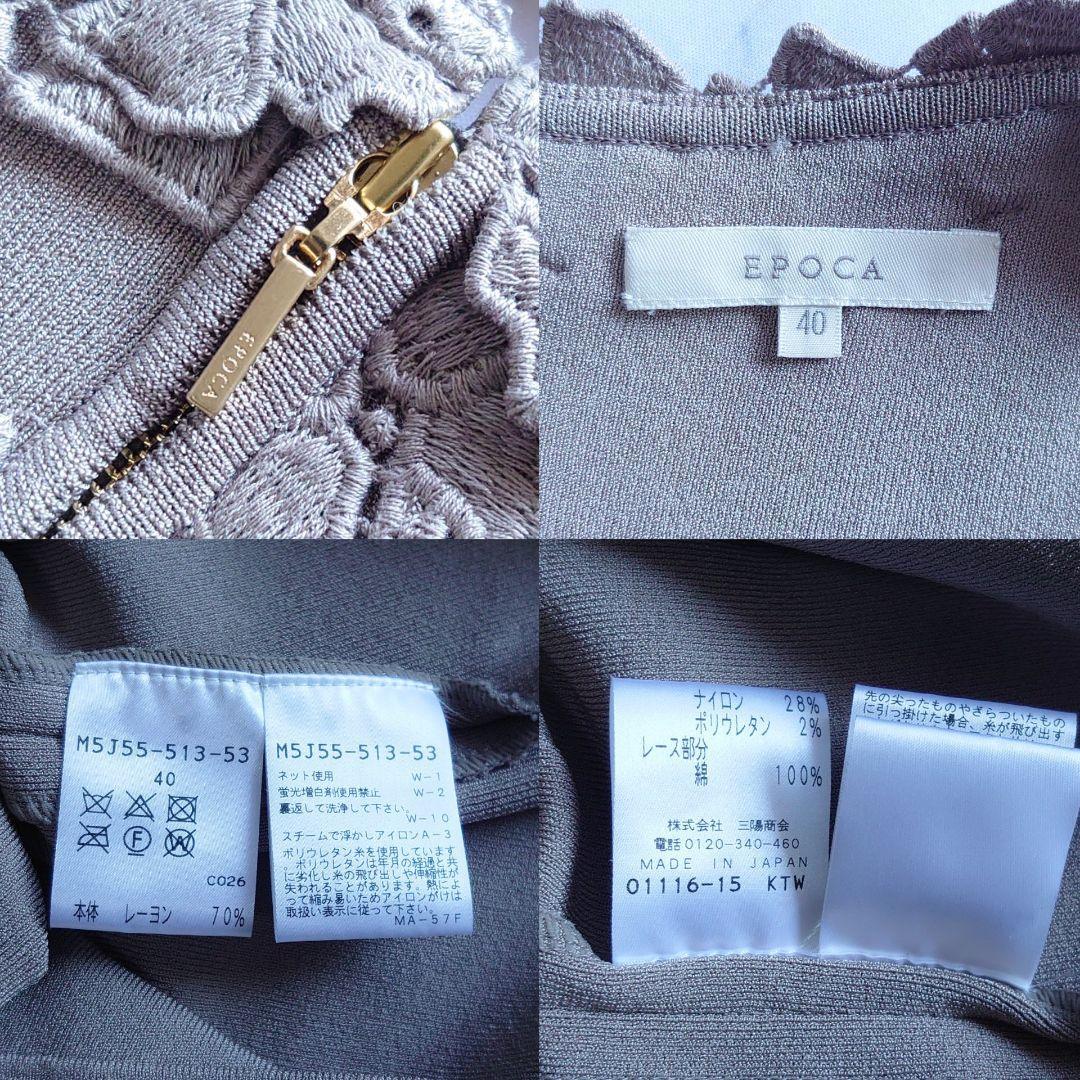 EPOCA
EPOCA
40
M5J55-513-53
40
C026
本体 レーヨン 70%
M5J55-513-53
ネット使用 W-1
蛍光増白剤使用禁止 W-2
裏返して洗浄して下さい。
W-10
スチームで浮かしアイロン A-3
ポリウレタン糸を使用しています
。ポリウレタンは年月の経過と共
に劣化し糸の飛び出しや伸縮性が
失われることがあります。熱によ
って縮み易いためアイロンがけは
取扱い表示に従って下さい。
MA-57F
ナイロン 28%
ポリウレタン 2%
レース部分
綿 100%
株式会社 三陽商会
電話0120-340-460
MADE IN JAPAN
01116-15 KTW
先の尖ったものやざらついたもの
に引っ掛けた場合、糸が飛び出す